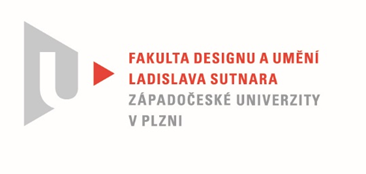 U
FAKULTA DESIGNU A UMĚNÍ
LADISLAVA SUTNARA
ZÁPADOČESKÉ UNIVERZITY
V PLZNI